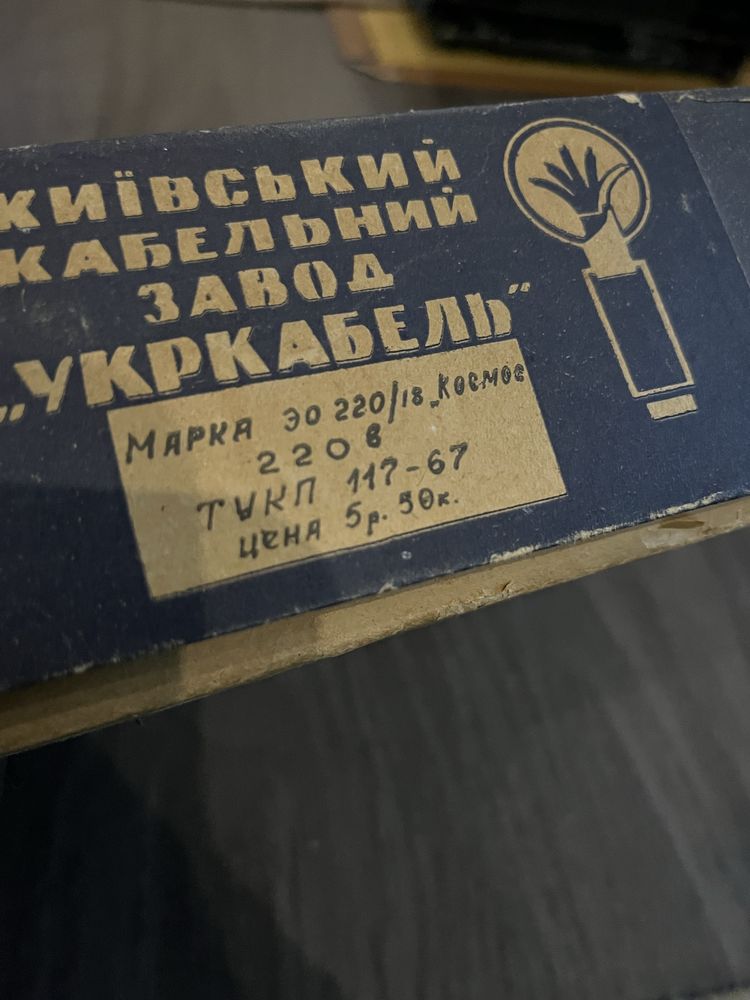 КИЇВСЬКИЙ
КАБЕЛЬНИЙ
ЗАВОД
„УКРКАБЕЛЬ”
МАРКА ЭО 220/18 „КОСМОС
220 В
ТУКП 117-67
ЦЕНА 5р. 50к.